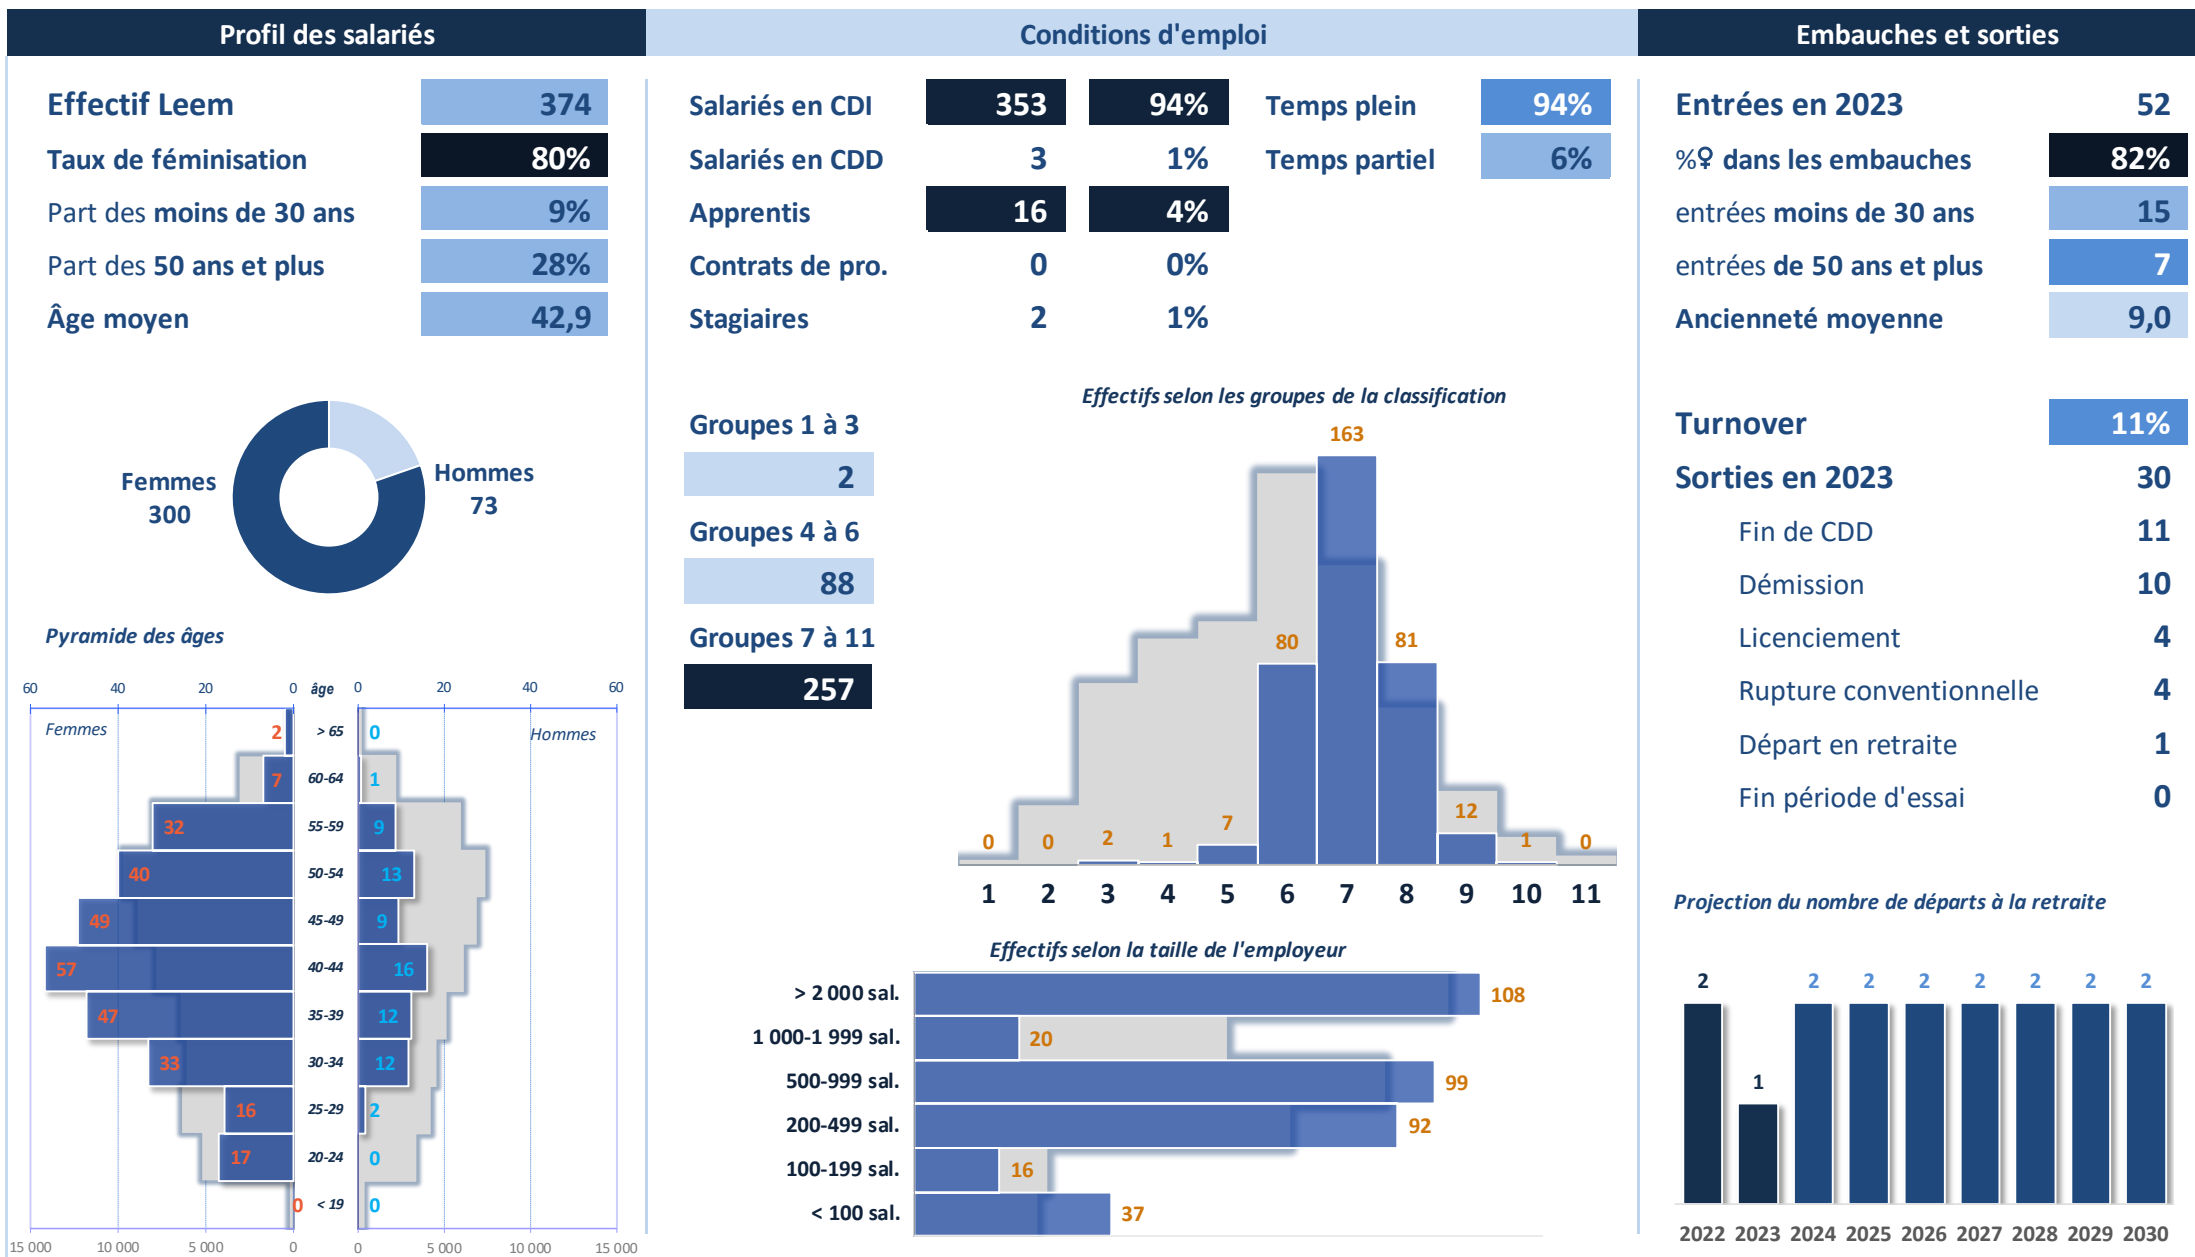 Profil des salariés
Effectif Leem 374
Taux de féminisation 80%
Part des moins de 30 ans 9%
Part des 50 ans et plus 28%
Âge moyen 42,9
Femmes
300
Hommes
73
Pyramide des âges
60 40 20 0 âge 0 20 40 60
Femmes Hommes
2 > 65 0
7 60-64 1
32 55-59 9
40 50-54 13
49 45-49 9
57 40-44 16
47 35-39 12
33 30-34 12
16 25-29 2
17 20-24 0
0 < 19 0
15 000 10 000 5 000 0 0 5 000 10 000 15 000
Conditions d'emploi
Salariés en CDI 353 94% Temps plein 94%
Salariés en CDD 3 1% Temps partiel 6%
Apprentis 16 4%
Contrats de pro. 0 0%
Stagiaires 2 1%
Groupes 1 à 3
2
Groupes 4 à 6
88
Groupes 7 à 11
257
Effectifs selon les groupes de la classification
0 0 2 1 7 80 163 81 12 1 0
1 2 3 4 5 6 7 8 9 10 11
Effectifs selon la taille de l'employeur
> 2 000 sal. 108
1 000-1 999 sal. 20
500-999 sal. 99
200-499 sal. 92
100-199 sal. 16
< 100 sal. 37
Embauches et sorties
Entrées en 2023 52
%♀ dans les embauches 82%
entrées moins de 30 ans 15
entrées de 50 ans et plus 7
Ancienneté moyenne 9,0
Turnover 11%
Sorties en 2023 30
Fin de CDD 11
Démission 10
Licenciement 4
Rupture conventionnelle 4
Départ en retraite 1
Fin période d'essai 0
Projection du nombre de départs à la retraite
2 1 2 2 2 2 2 2 2
2022 2023 2024 2025 2026 2027 2028 2029 2030